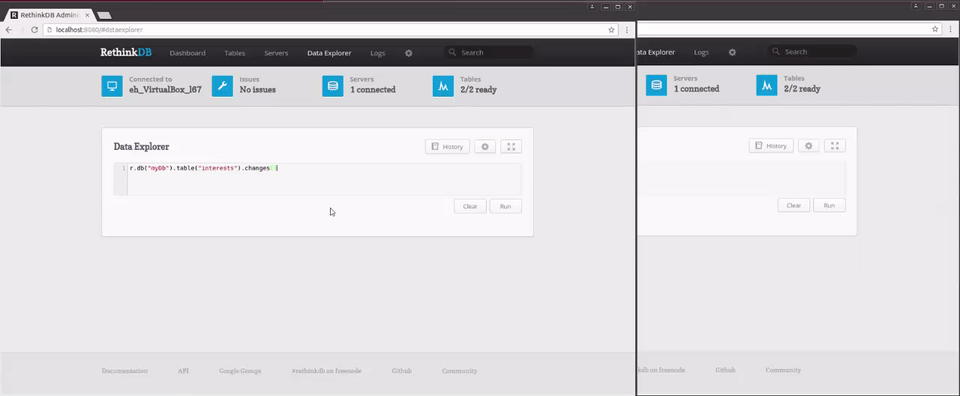 RethinkDB Admin
localhost:8080/#dataexplorer
RethinkDB Dashboard Tables Servers Data Explorer Logs Search
Connected to
eh_VirtualBox_l67
Issues
No issues
Servers
1 connected
Tables
2/2 ready
Data Explorer
History
1 r.db("myDb").table("interests").changes()
Clear Run
Documentation API Google Groups #rethinkdb on freenode Github Community
ta Explorer Logs Search
Servers
1 connected
Tables
2/2 ready
History
Clear Run
db on freenode Github Community